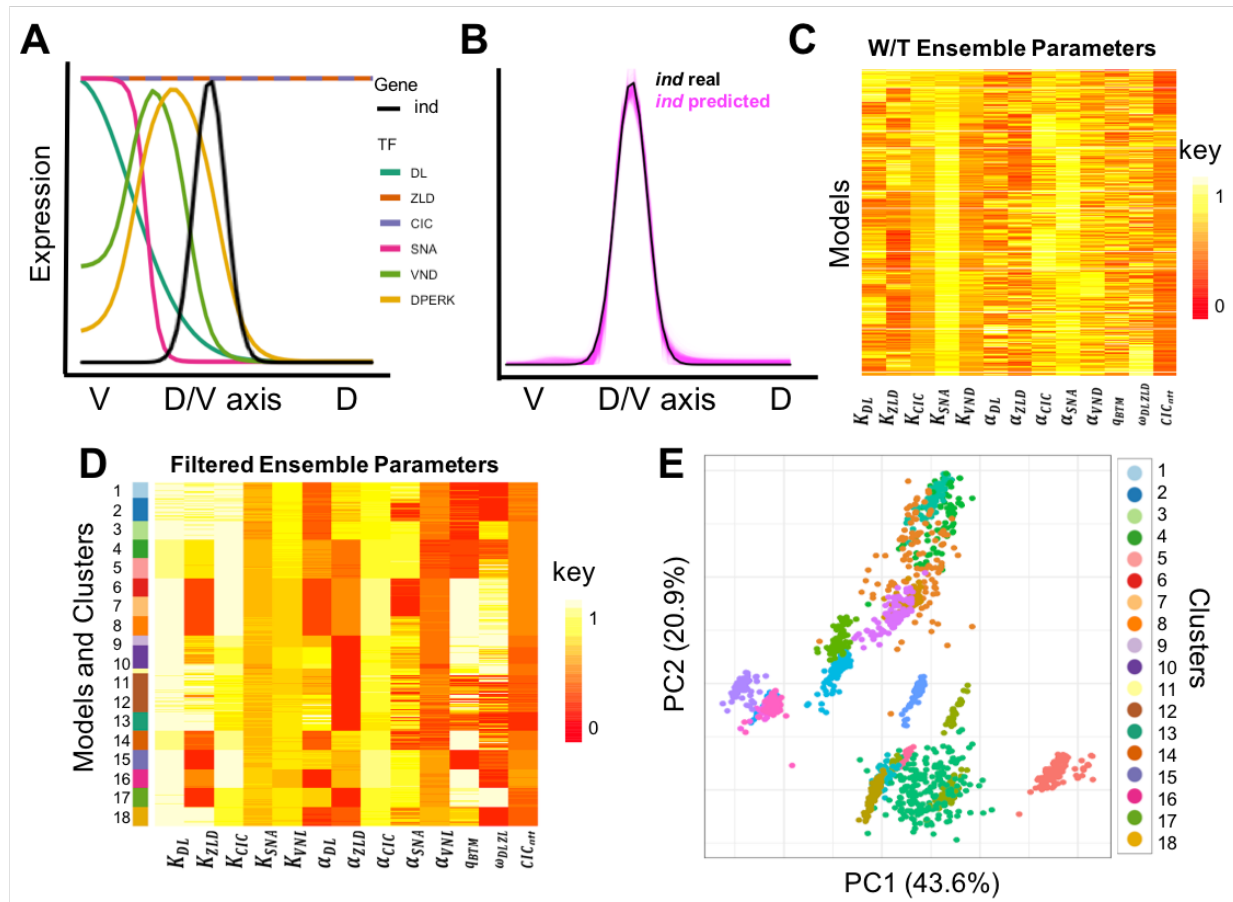 A
Expression
V
D/V axis
D
Gene
ind
TF
DL
ZLD
CIC
SNA
VND
DPERK
B
ind real
ind predicted
V
D/V axis
D
C
W/T Ensemble Parameters
Models
key
1
0
K_DL
K_ZLD
K_CIC
K_SNA
K_VND
α_DL
α_ZLD
α_CIC
α_SNA
α_VND
q_BTM
ω_DLZLD
CIC_att
D
Filtered Ensemble Parameters
Models and Clusters
1
2
3
4
5
6
7
8
9
10
11
12
13
14
15
16
17
18
key
1
0
K_DL
K_ZLD
K_CIC
K_SNA
K_VNL
α_DL
α_ZLD
α_CIC
α_SNA
α_VNL
q_BTM
ω_DLZL
CIC_att
E
PC2 (20.9%)
PC1 (43.6%)
Clusters
1
2
3
4
5
6
7
8
9
10
11
12
13
14
15
16
17
18